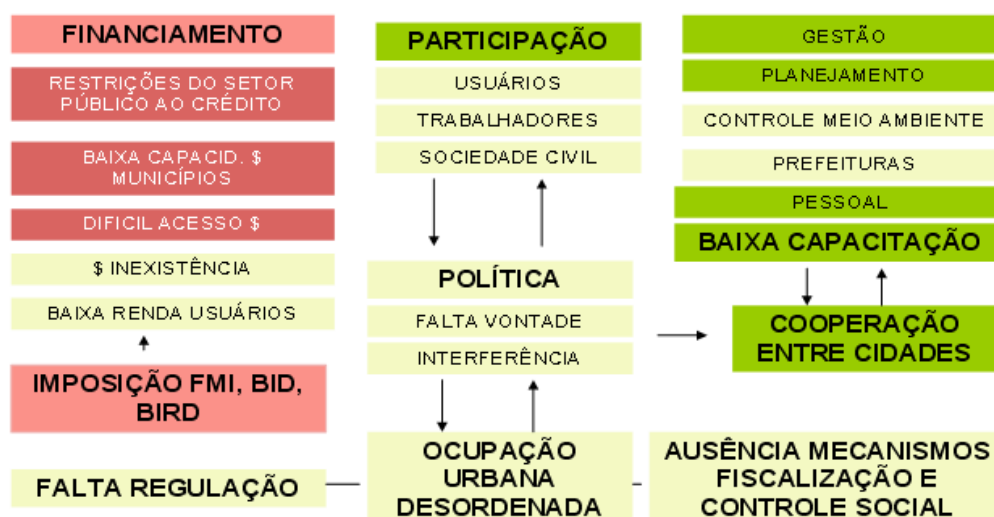 FINANCIAMENTO
RESTRIÇÕES DO SETOR
PÚBLICO AO CRÉDITO
BAIXA CAPACID. $
MUNICÍPIOS
DIFICIL ACESSO $
$ INEXISTÊNCIA
BAIXA RENDA USUÁRIOS
IMPOSIÇÃO FMI, BID,
BIRD
FALTA REGULAÇÃO
PARTICIPAÇÃO
USUÁRIOS
TRABALHADORES
SOCIEDADE CIVIL
POLÍTICA
FALTA VONTADE
INTERFERÊNCIA
OCUPAÇÃO
URBANA
DESORDENADA
GESTÃO
PLANEJAMENTO
CONTROLE MEIO AMBIENTE
PREFEITURAS
PESSOAL
BAIXA CAPACITAÇÃO
COOPERAÇÃO
ENTRE CIDADES
AUSÊNCIA MECANISMOS
FISCALIZAÇÃO E
CONTROLE SOCIAL